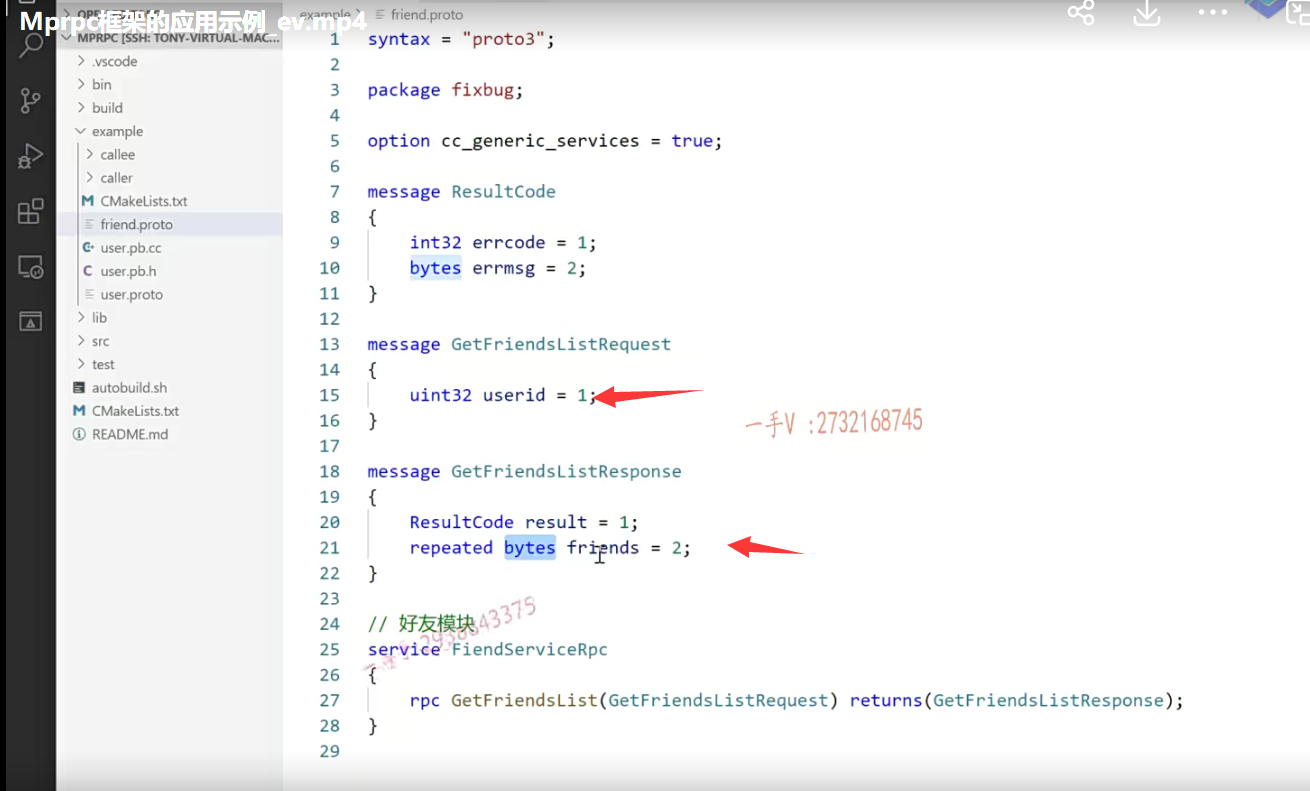 Mprpc框架的应用示例_ev.mp4
example > friend.proto
MPRPC [SSH: TONY-VIRTUAL-MAC...
.vscode
bin
build
example
callee
caller
CMakeLists.txt
friend.proto
user.pb.cc
user.pb.h
user.proto
lib
src
test
autobuild.sh
CMakeLists.txt
README.md
1 syntax = "proto3";
2
3 package fixbug;
4
5 option cc_generic_services = true;
6
7 message ResultCode
8 {
9 int32 errcode = 1;
10 bytes errmsg = 2;
11 }
12
13 message GetFriendsListRequest
14 {
15 uint32 userid = 1;
16 }
17
18 message GetFriendsListResponse
19 {
20 ResultCode result = 1;
21 repeated bytes friends = 2;
22 }
23
24 // 好友模块
25 service FiendServiceRpc
26 {
27 rpc GetFriendsList(GetFriendsListRequest) returns(GetFriendsListResponse);
28 }
29
一手V :2732168745